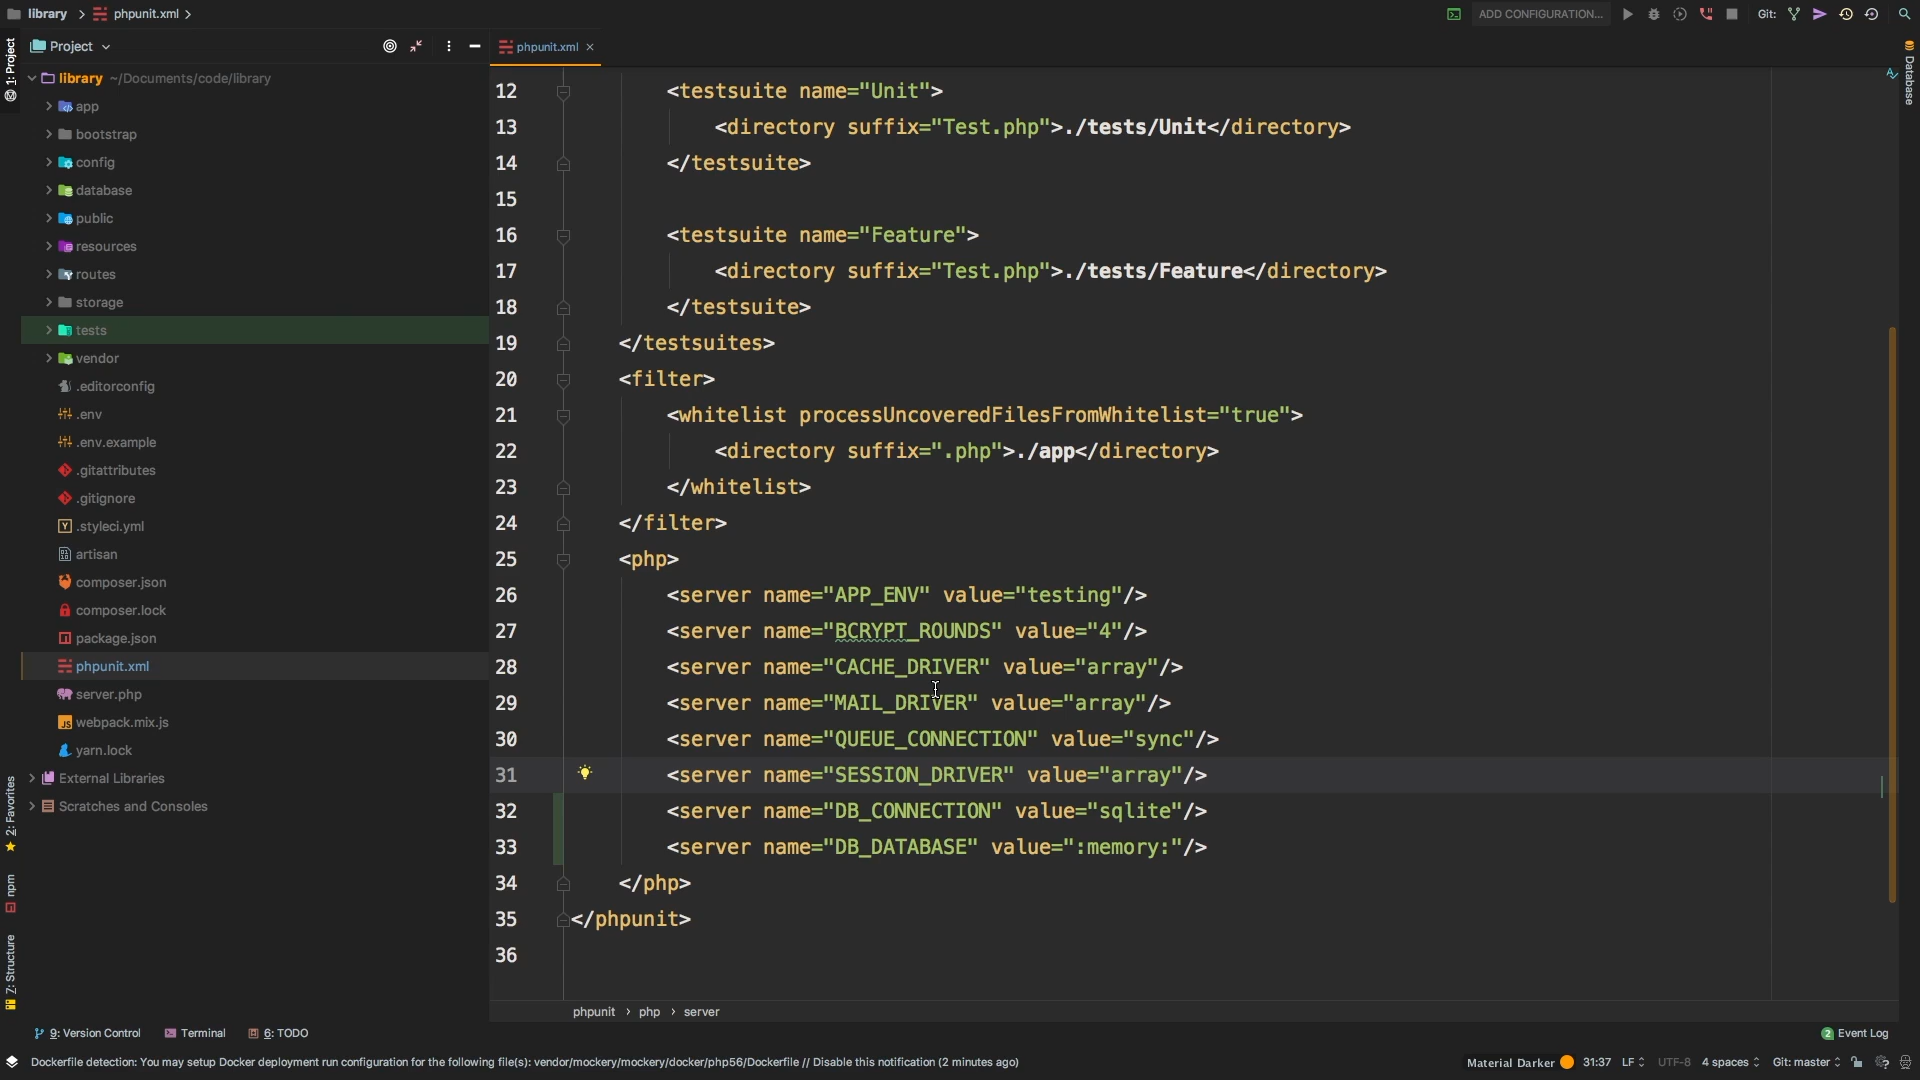 library
phpunit.xml
ADD CONFIGURATION...
Git:
1: Project
Project
phpunit.xml
Database
library ~/Documents/code/library
app
bootstrap
config
database
public
resources
routes
storage
tests
vendor
.editorconfig
.env
.env.example
.gitattributes
.gitignore
.styleci.yml
artisan
composer.json
composer.lock
package.json
phpunit.xml
server.php
webpack.mix.js
yarn.lock
External Libraries
Scratches and Consoles
2: Favorites
npm
7: Structure
12 <testsuite name="Unit">
13 <directory suffix="Test.php">./tests/Unit</directory>
14 </testsuite>
15
16 <testsuite name="Feature">
17 <directory suffix="Test.php">./tests/Feature</directory>
18 </testsuite>
19 </testsuites>
20 <filter>
21 <whitelist processUncoveredFilesFromWhitelist="true">
22 <directory suffix=".php">./app</directory>
23 </whitelist>
24 </filter>
25 <php>
26 <server name="APP_ENV" value="testing"/>
27 <server name="BCRYPT_ROUNDS" value="4"/>
28 <server name="CACHE_DRIVER" value="array"/>
29 <server name="MAIL_DRIVER" value="array"/>
30 <server name="QUEUE_CONNECTION" value="sync"/>
31 <server name="SESSION_DRIVER" value="array"/>
32 <server name="DB_CONNECTION" value="sqlite"/>
33 <server name="DB_DATABASE" value=":memory:"/>
34 </php>
35 </phpunit>
36
phpunit › php › server
9: Version Control
Terminal
6: TODO
2 Event Log
Dockerfile detection: You may setup Docker deployment run configuration for the following file(s): vendor/mockery/mockery/docker/php56/Dockerfile // Disable this notification (2 minutes ago)
Material Darker
31:37
LF
UTF-8
4 spaces
Git: master